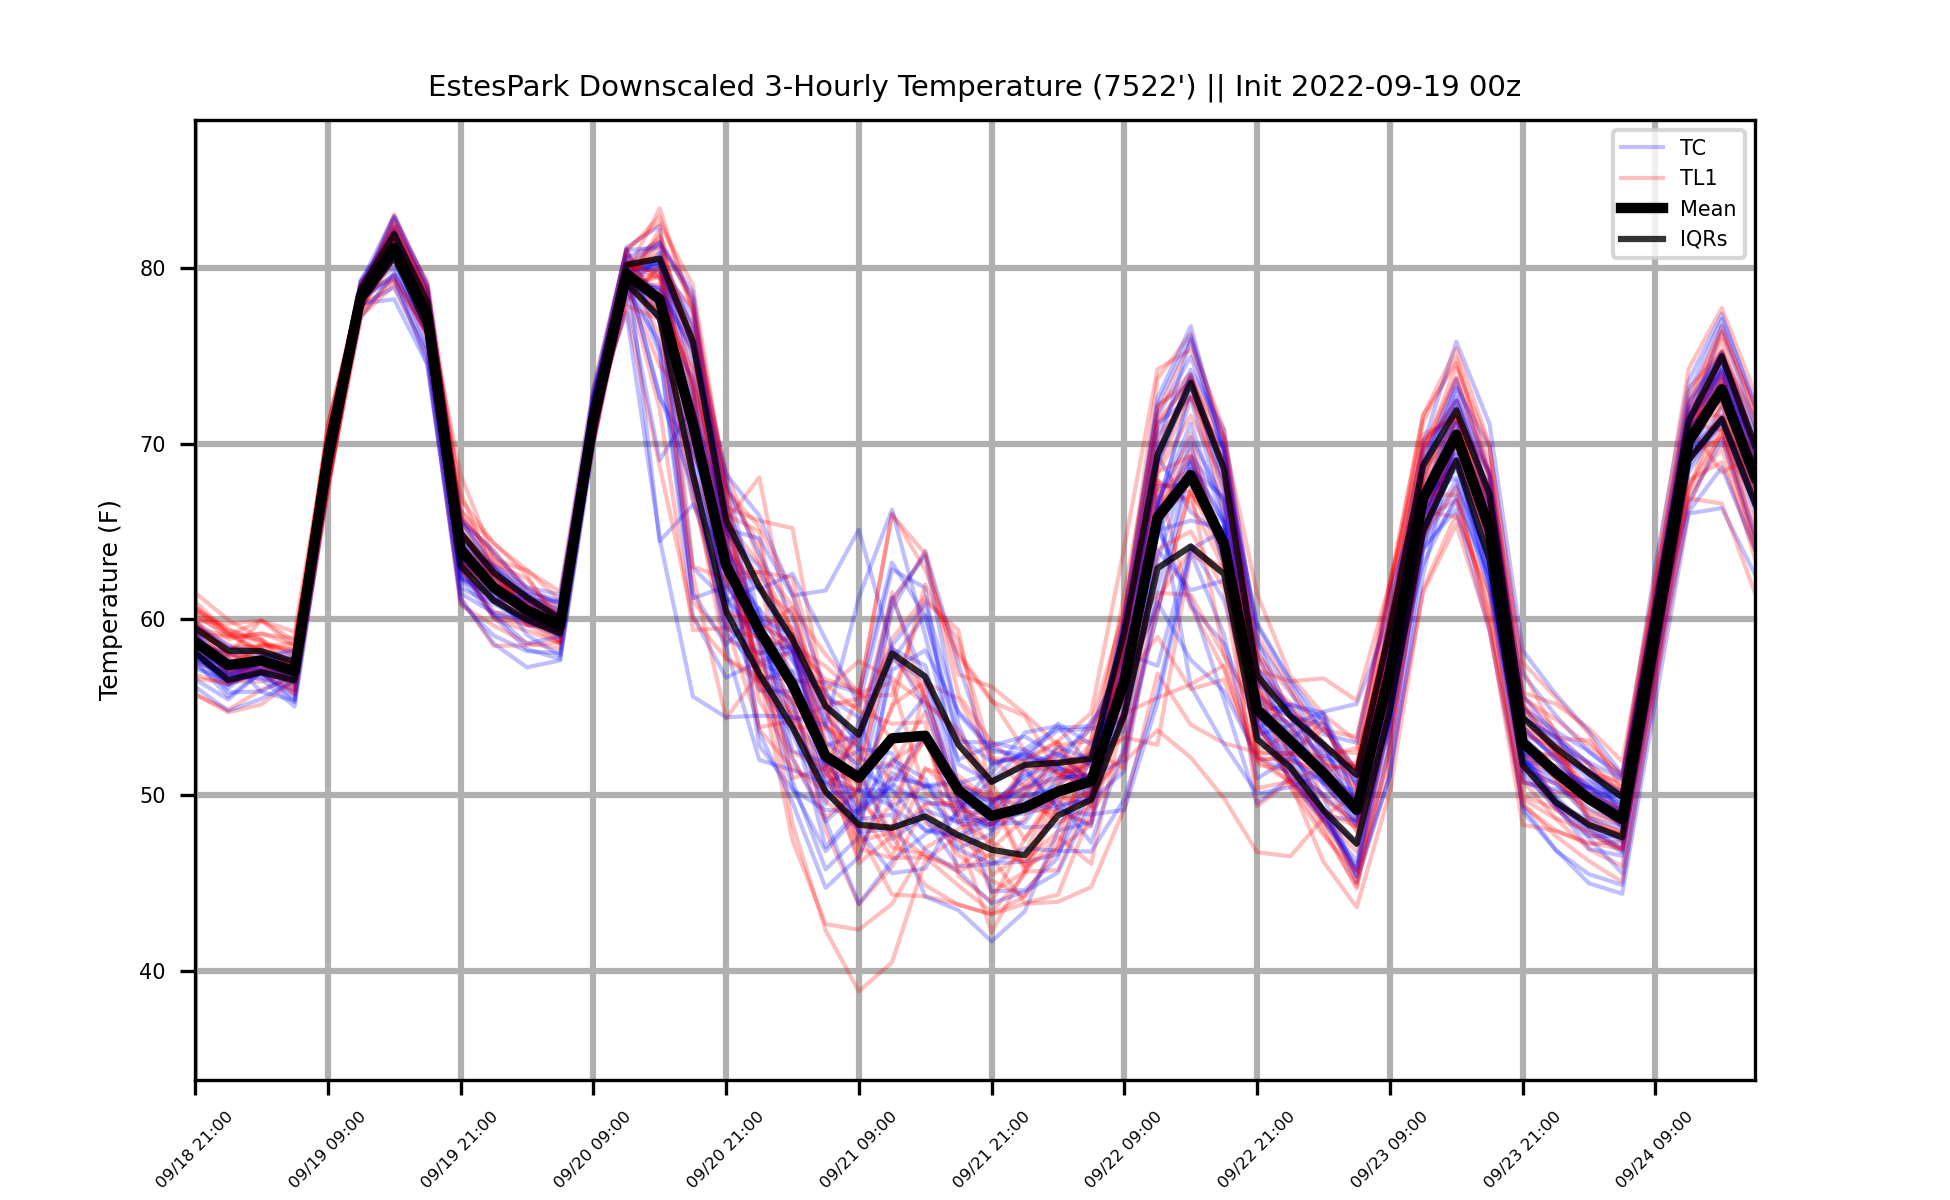 EstesPark Downscaled 3-Hourly Temperature (7522') || Init 2022-09-19 00z
TC
TL1
Mean
IQRs
Temperature (F)
80
70
60
50
40
09/18 21:00
09/19 09:00
09/19 21:00
09/20 09:00
09/20 21:00
09/21 09:00
09/21 21:00
09/22 09:00
09/22 21:00
09/23 09:00
09/23 21:00
09/24 09:00